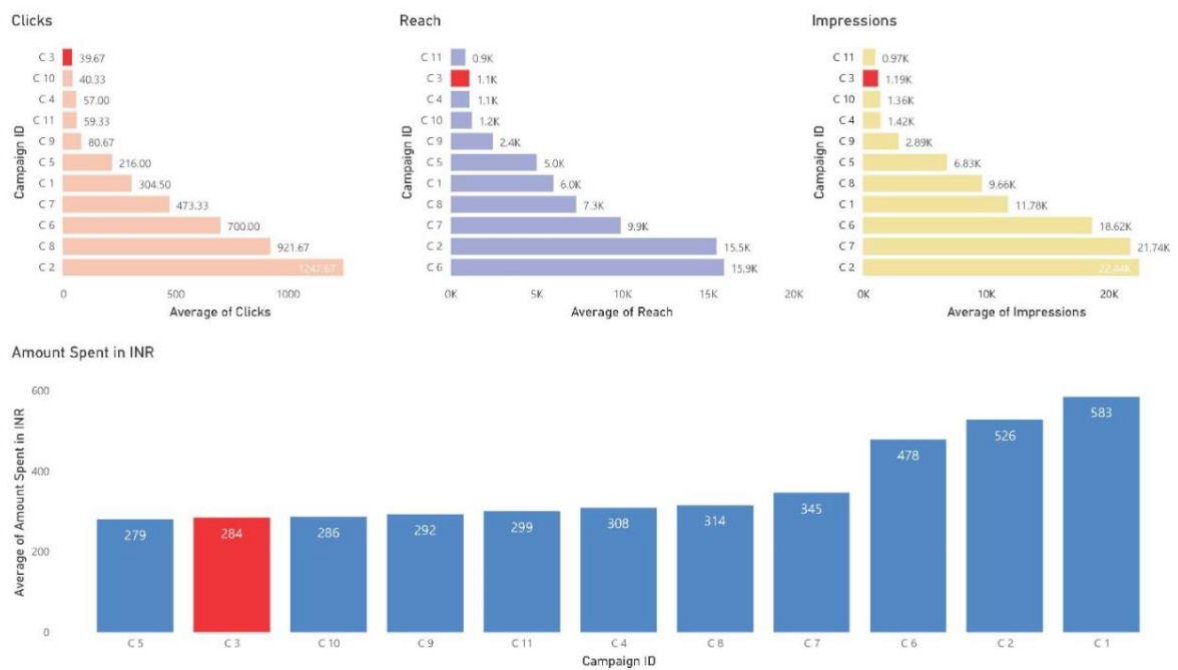 Clicks
Campaign ID
C 3 39.67
C 10 40.33
C 4 57.00
C 11 59.33
C 9 80.67
C 5 216.00
C 1 304.50
C 7 473.33
C 6 700.00
C 8 921.67
C 2 1247.67
0 500 1000
Average of Clicks
Reach
Campaign ID
C 11 0.9K
C 3 1.1K
C 4 1.1K
C 10 1.2K
C 9 2.4K
C 5 5.0K
C 1 6.0K
C 8 7.3K
C 7 9.9K
C 2 15.5K
C 6 15.9K
0K 5K 10K 15K 20K
Average of Reach
Impressions
Campaign ID
C 11 0.97K
C 3 1.19K
C 10 1.36K
C 4 1.42K
C 9 2.89K
C 5 6.83K
C 8 9.66K
C 1 11.78K
C 6 18.62K
C 7 21.74K
C 2
0K 10K 20K
Average of Impressions
Amount Spent in INR
Average of Amount Spent in INR
600
400
200
0
279 284 286 292 299 308 314 345 478 526 583
C 5 C 3 C 10 C 9 C 11 C 4 C 8 C 7 C 6 C 2 C 1
Campaign ID